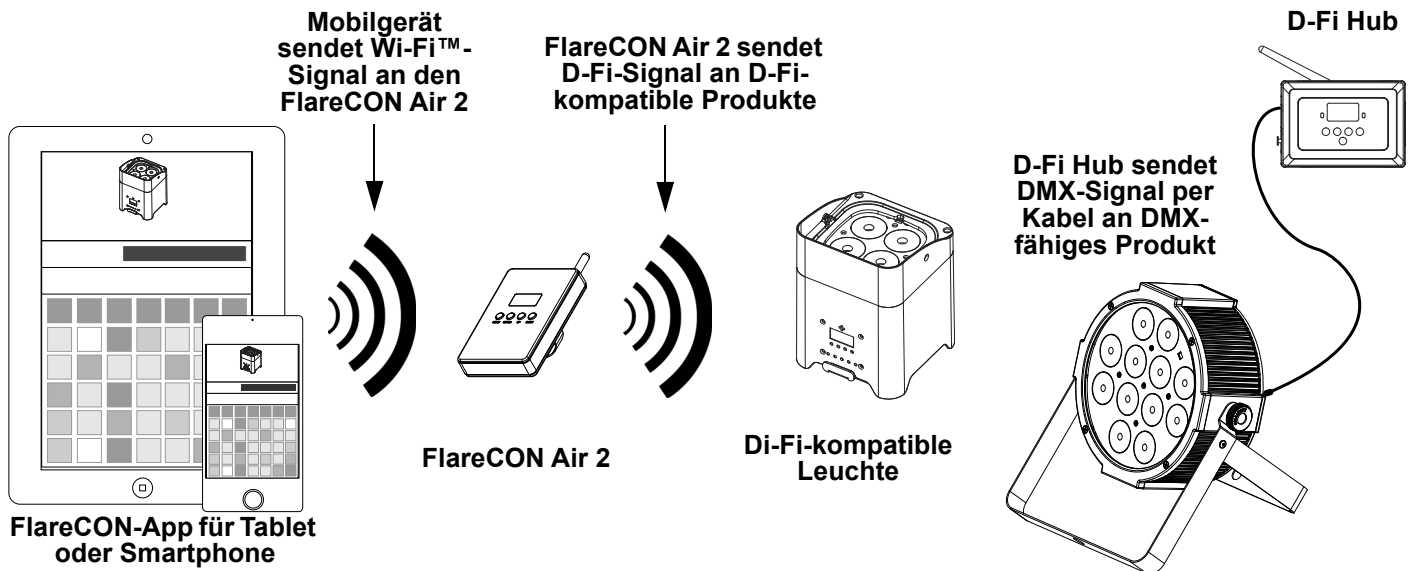 Mobilgerät
sendet Wi-Fi™-
Signal an den
FlareCON Air 2
FlareCON Air 2 sendet
D-Fi-Signal an D-Fi-
kompatible Produkte
D-Fi Hub
D-Fi Hub sendet
DMX-Signal per
Kabel an DMX-
fähiges Produkt
FlareCON Air 2
Di-Fi-kompatible
Leuchte
FlareCON-App für Tablet
oder Smartphone